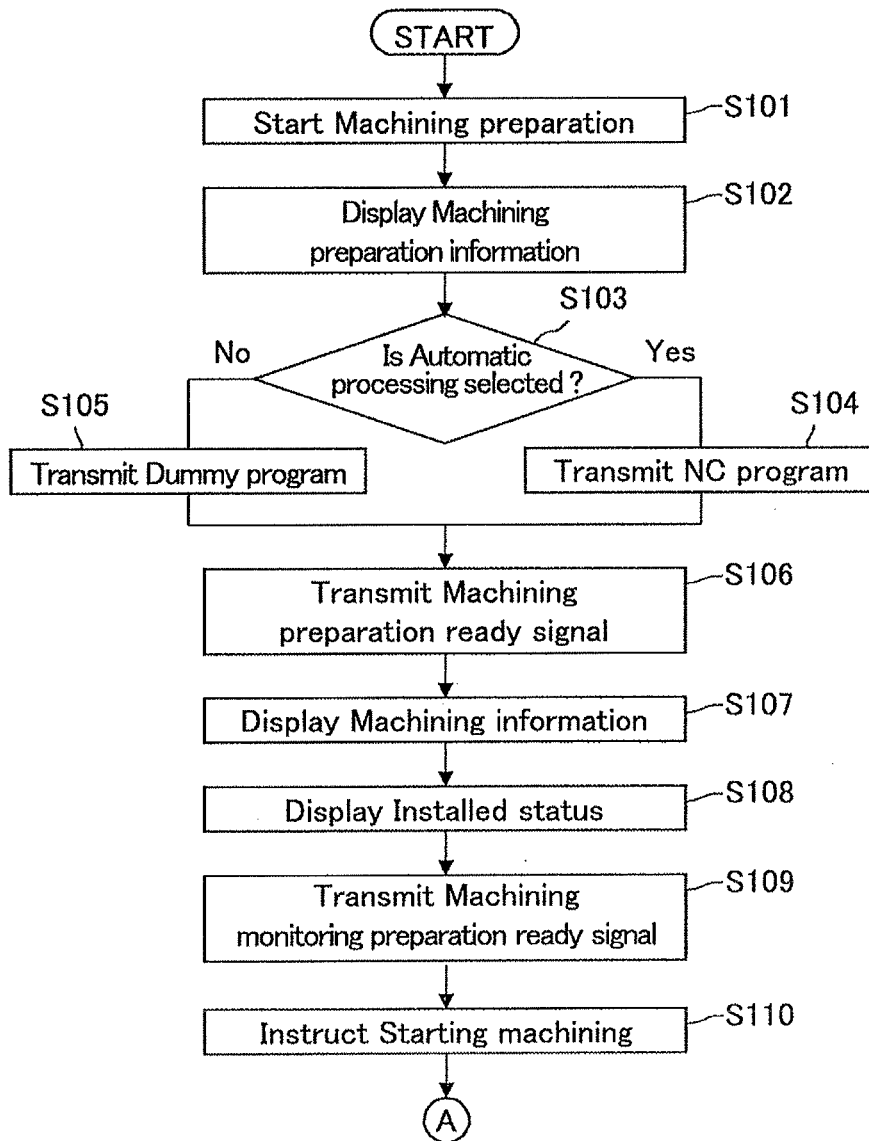 START
Start Machining preparation
S101
Display Machining
preparation information
S102
S103
Is Automatic
processing selected ?
No
Yes
S105
Transmit Dummy program
S104
Transmit NC program
Transmit Machining
preparation ready signal
S106
Display Machining information
S107
Display Installed status
S108
Transmit Machining
monitoring preparation ready signal
S109
Instruct Starting machining
S110
A